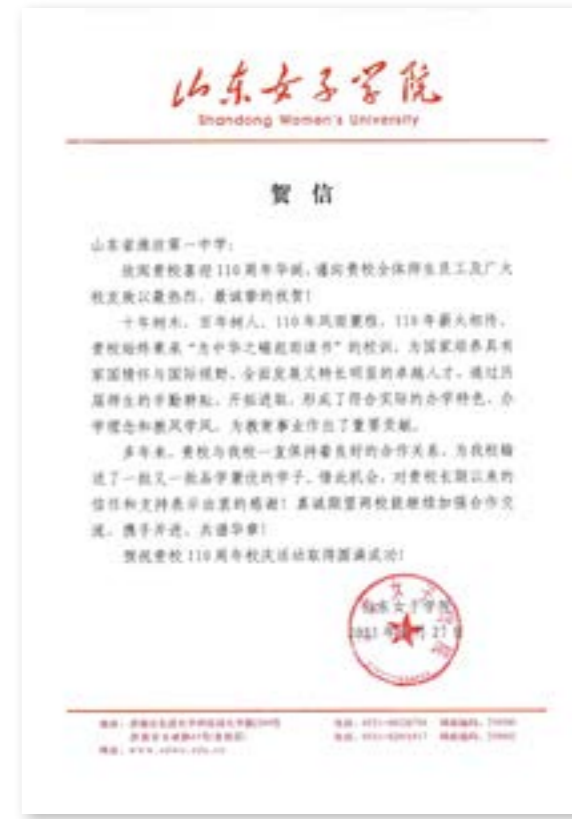 山东女子学院
Shandong Women's University
贺 信
山东省潍坊第一中学：
欣闻贵校喜迎 110 周年华诞，谨向贵校全体师生员工及广大
校友致以最热烈、最诚挚的祝贺！
十年树木，百年树人。110 年风雨兼程，110 年薪火相传。
贵校始终秉承“为中华之崛起而读书”的校训，为国家培养具有
家国情怀与国际视野、全面发展又特长明显的卓越人才。通过历
届师生的辛勤耕耘、开拓进取，形成了符合实际的办学特色、办
学理念和教风学风，为教育事业作出了重要贡献。
多年来，贵校与我校一直保持着良好的合作关系，为我校输
送了一批又一批品学兼优的学子。借此机会，对贵校长期以来的
信任和支持表示由衷的感谢！真诚期望两校能继续加强合作交
流，携手并进，共谱华章！
预祝贵校 110 周年校庆活动取得圆满成功！
山东女子学院
月 27 日